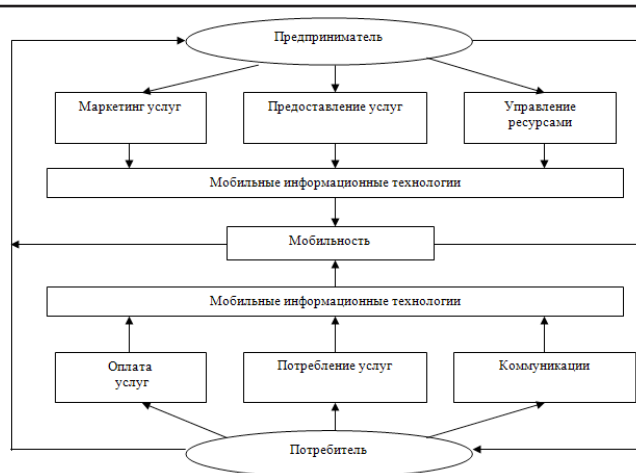 Предприниматель
Маркетинг услуг
Предоставление услуг
Управление
ресурсами
Мобильные информационные технологии
Мобильность
Мобильные информационные технологии
Оплата
услуг
Потребление услуг
Коммуникации
Потребитель